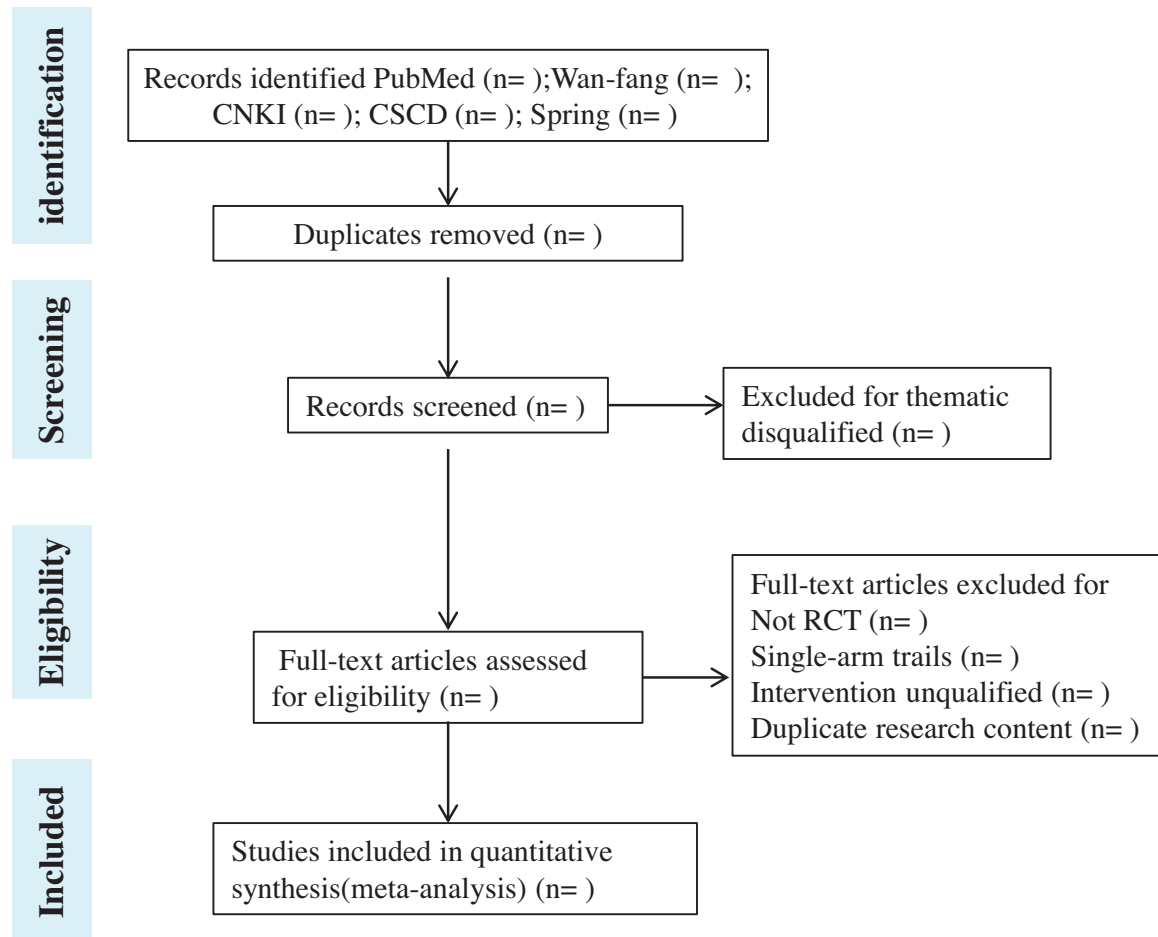 identification
Records identified PubMed (n= );Wan-fang (n=  );
CNKI (n= ); CSCD (n= ); Spring (n= )
Duplicates removed (n= )
Screening
Records screened (n= )
Excluded for thematic
disqualified (n= )
Eligibility
Full-text articles assessed
for eligibility (n= )
Full-text articles excluded for
Not RCT (n= )
Single-arm trails (n= )
Intervention unqualified (n= )
Duplicate research content (n= )
Included
Studies included in quantitative
synthesis(meta-analysis) (n= )